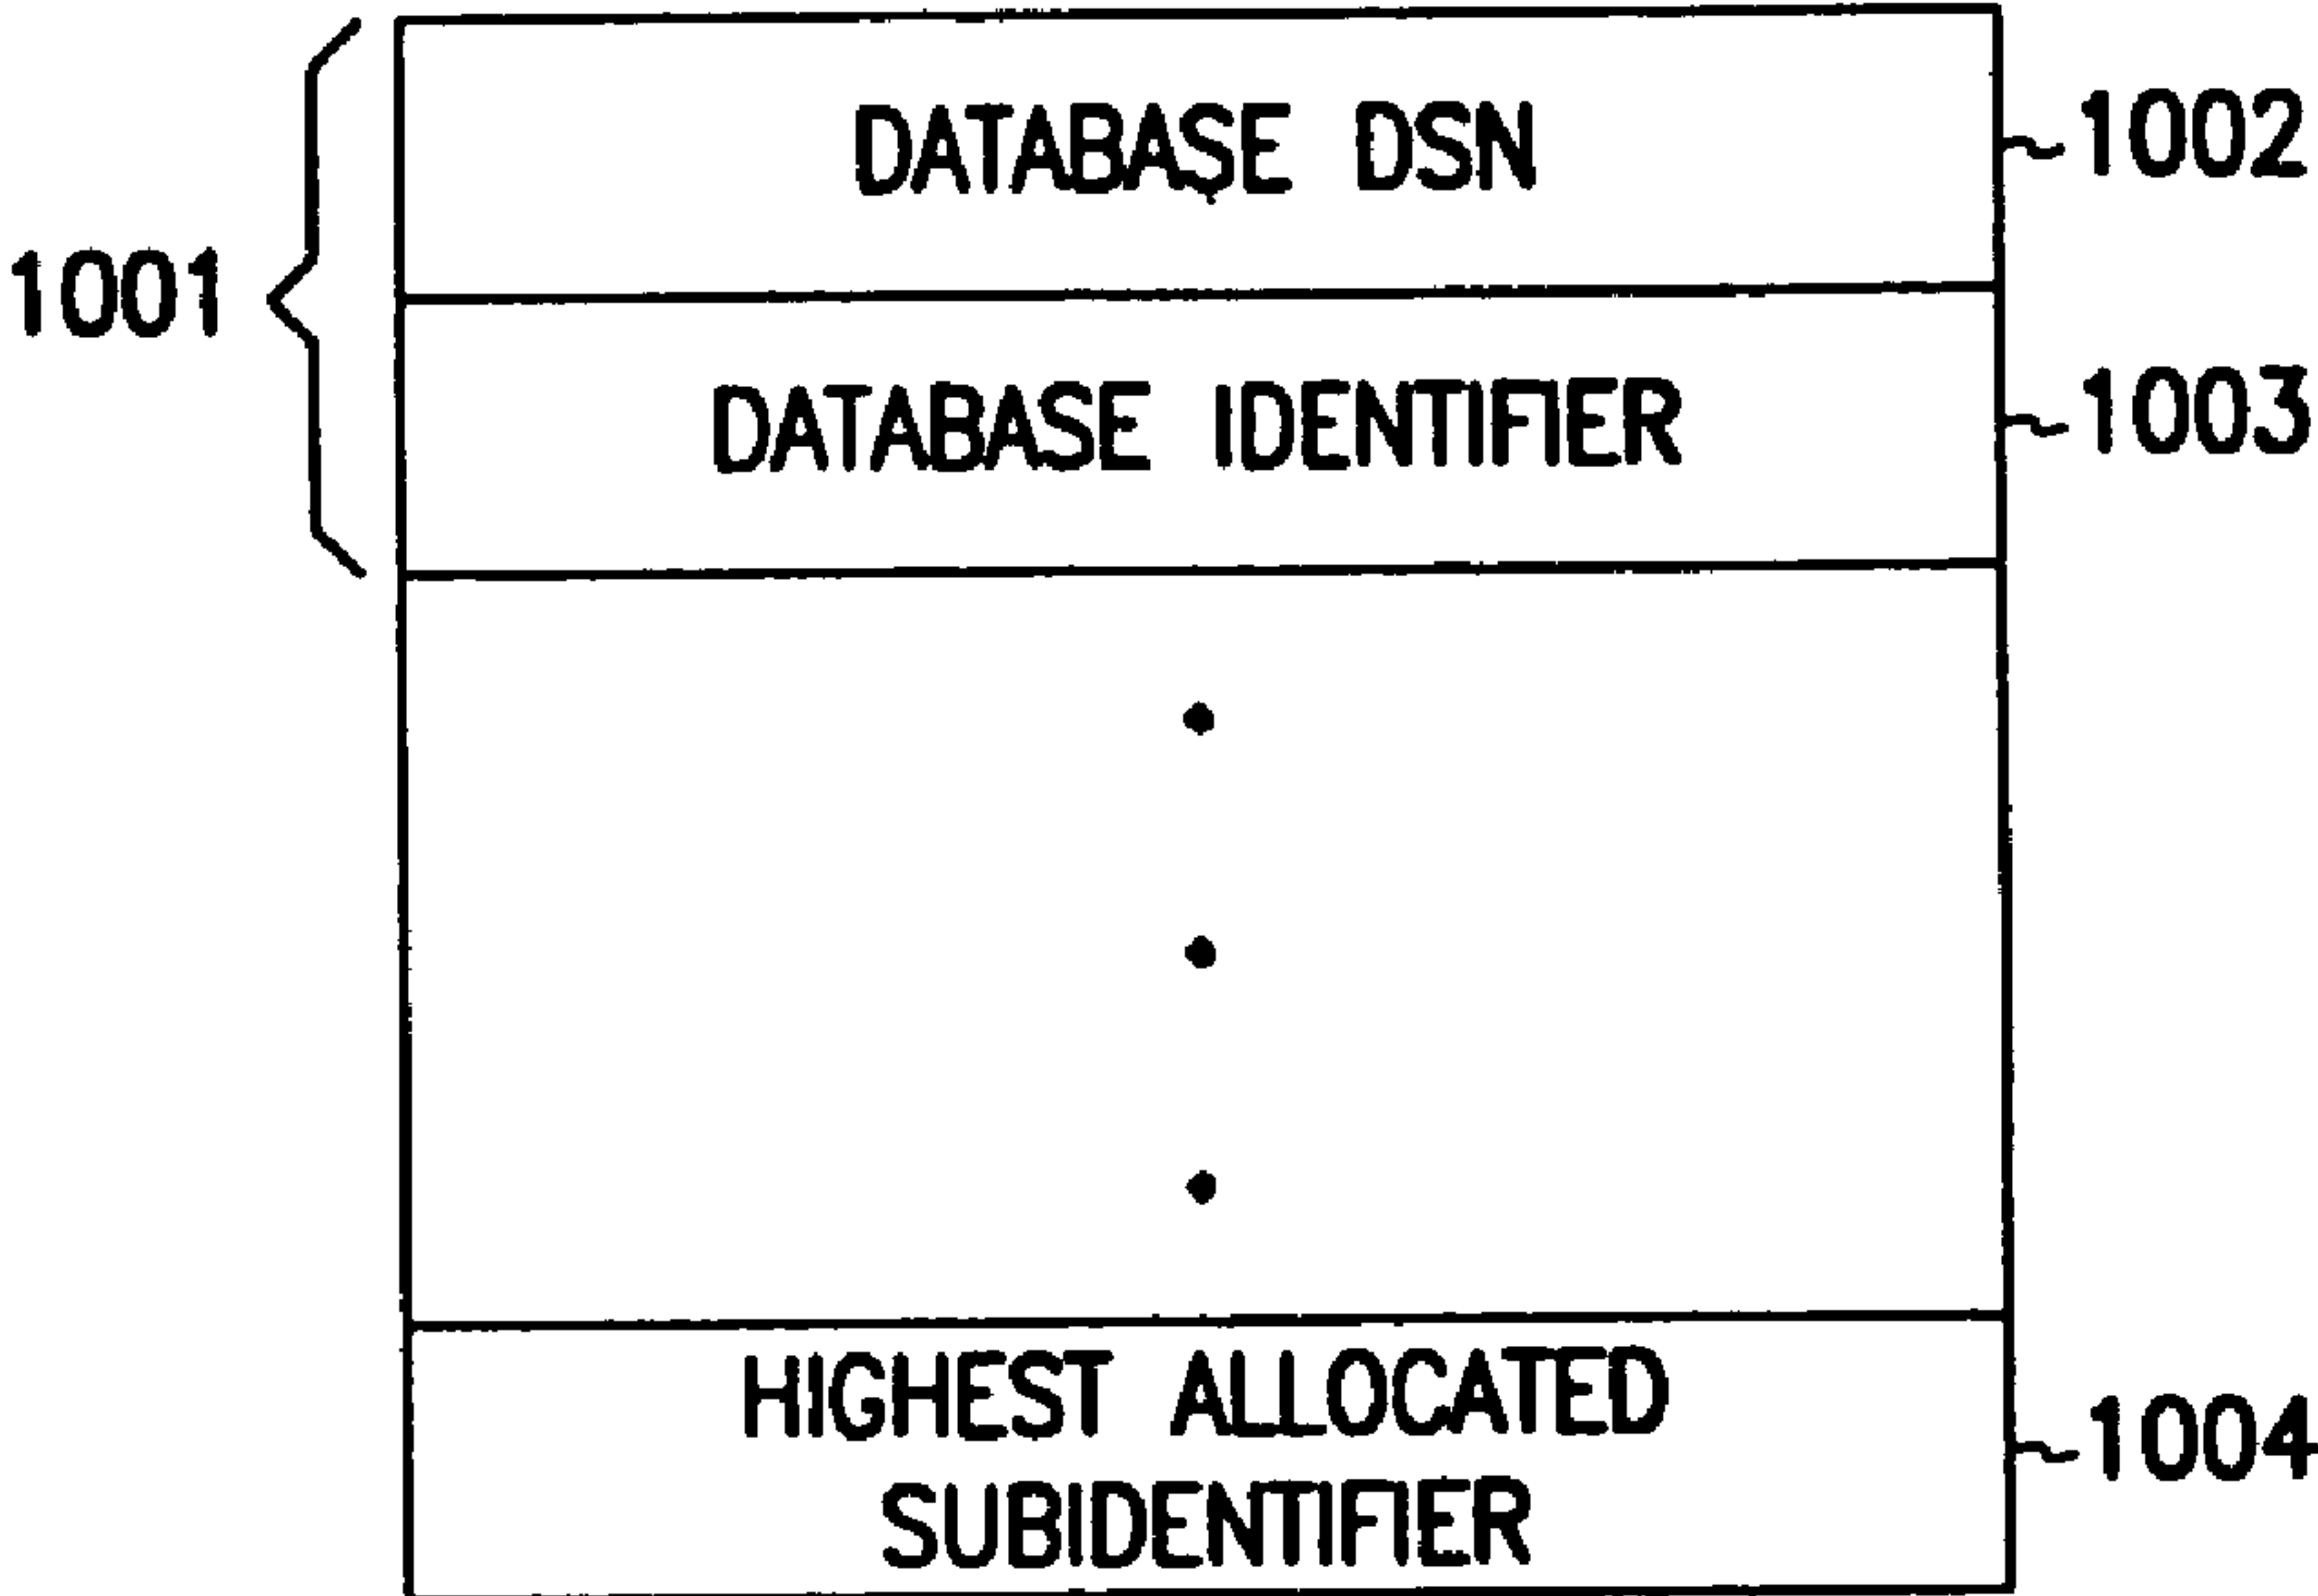 DATABASE DSN
1002
1001
DATABASE IDENTIFIER
1003
HIGHEST ALLOCATED
SUBIDENTIFIER
1004